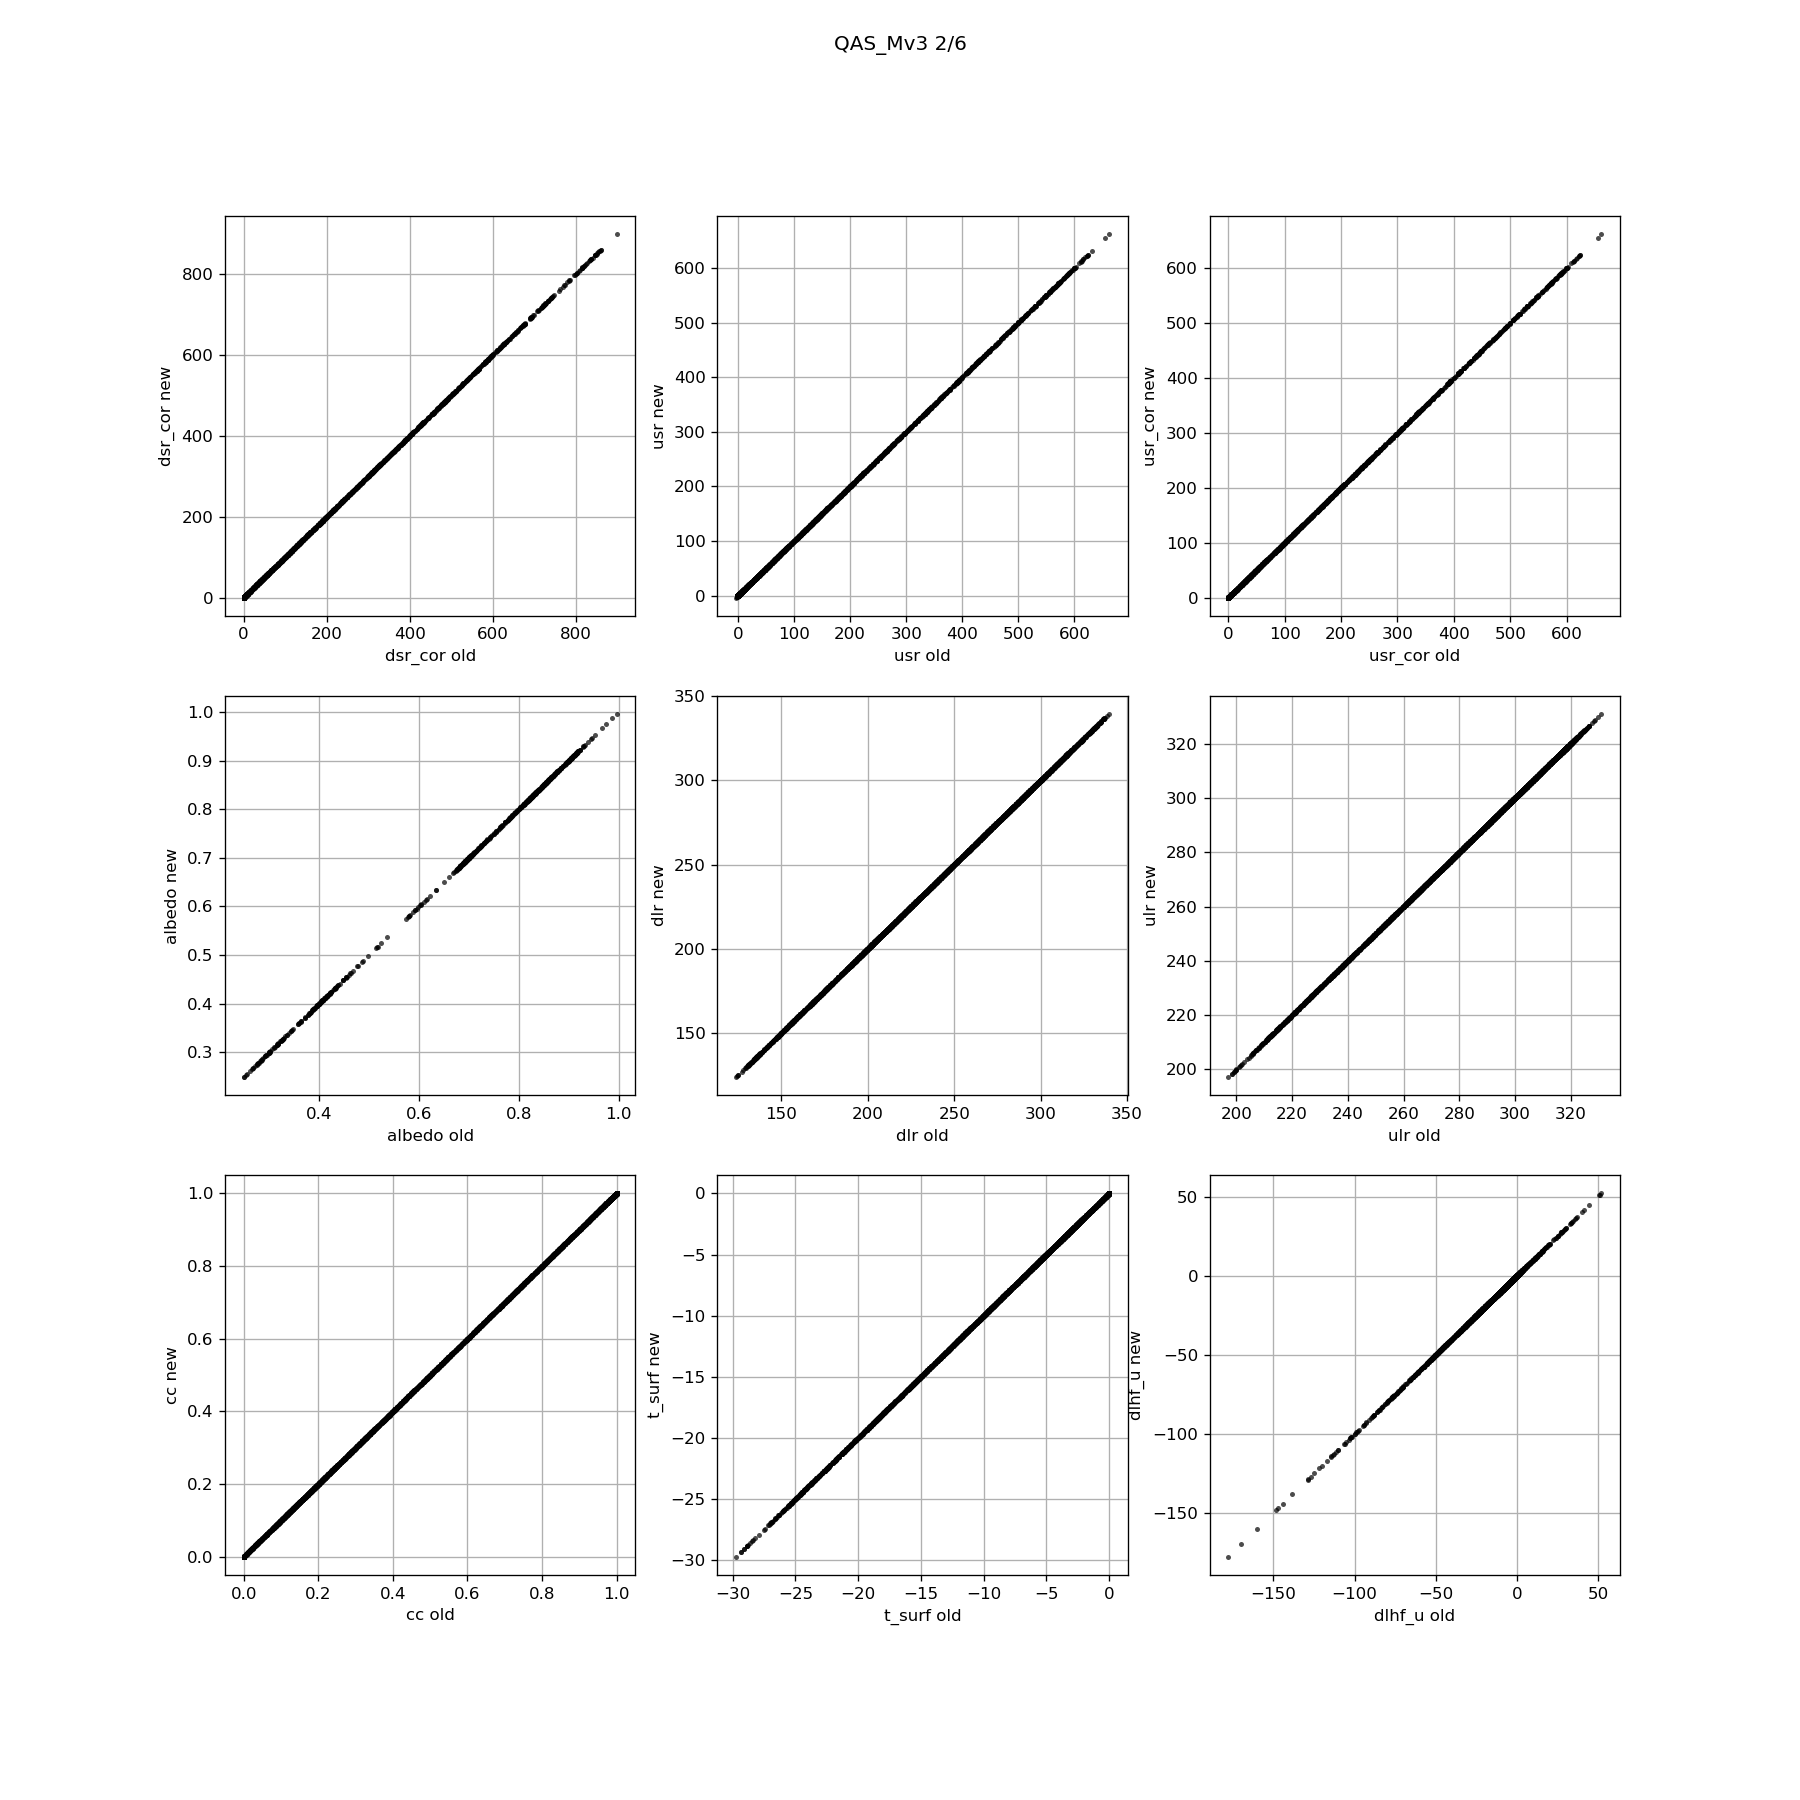 QAS_Mv3 2/6
800
600
400
200
0
dsr_cor new
0 200 400 600 800
dsr_cor old
600
500
400
300
200
100
0
usr new
0 100 200 300 400 500 600
usr old
600
500
400
300
200
100
0
usr_cor new
0 100 200 300 400 500 600
usr_cor old
1.0
0.9
0.8
0.7
0.6
0.5
0.4
0.3
albedo new
0.4 0.6 0.8 1.0
albedo old
350
300
250
200
150
dlr new
150 200 250 300 350
dlr old
320
300
280
260
240
220
200
ulr new
200 220 240 260 280 300 320
ulr old
1.0
0.8
0.6
0.4
0.2
0.0
cc new
0.0 0.2 0.4 0.6 0.8 1.0
cc old
0
−5
−10
−15
−20
−25
−30
t_surf new
−30 −25 −20 −15 −10 −5 0
t_surf old
50
0
−50
−100
−150
dlhf_u new
−150 −100 −50 0 50
dlhf_u old